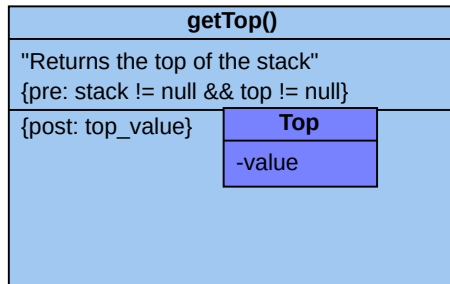 getTop()
"Returns the top of the stack"
{pre: stack != null && top != null}
{post: top_value}
Top
-value